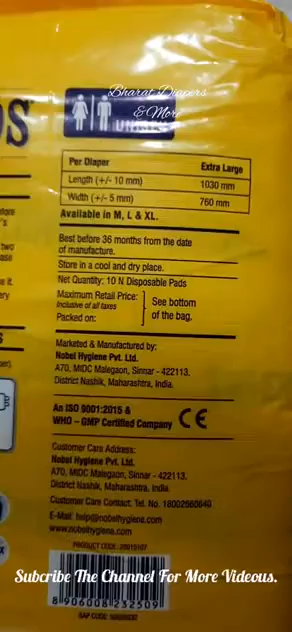 Bharat Diapers
& More
UNISEX
Per Diaper Extra Large
Length (+/- 10 mm) 1030 mm
Width (+/- 5 mm) 760 mm
Available in M, L & XL.
Best before 36 months from the date
of manufacture.
Store in a cool and dry place.
Net Quantity: 10 N Disposable Pads
Maximum Retail Price:
Inclusive of all taxes
Packed on:
See bottom
of the bag.
Marketed & Manufactured by:
Nobel Hygiene Pvt. Ltd.
A70, MIDC Malegaon, Sinnar - 422113.
District Nashik, Maharashtra, India.
An ISO 9001:2015 &
WHO - GMP Certified Company CE
Customer Care Address:
Nobel Hygiene Pvt. Ltd.
A70, MIDC Malegaon, Sinnar - 422113.
District Nashik, Maharashtra, India.
Customer Care Contact: Tel. No. 18002660640
E-Mail: help@nobelhygiene.com
www.nobelhygiene.com
PRODUCT CODE:
Subcribe The Channel For More Videous.
8 906008 232509
SAP CODE: